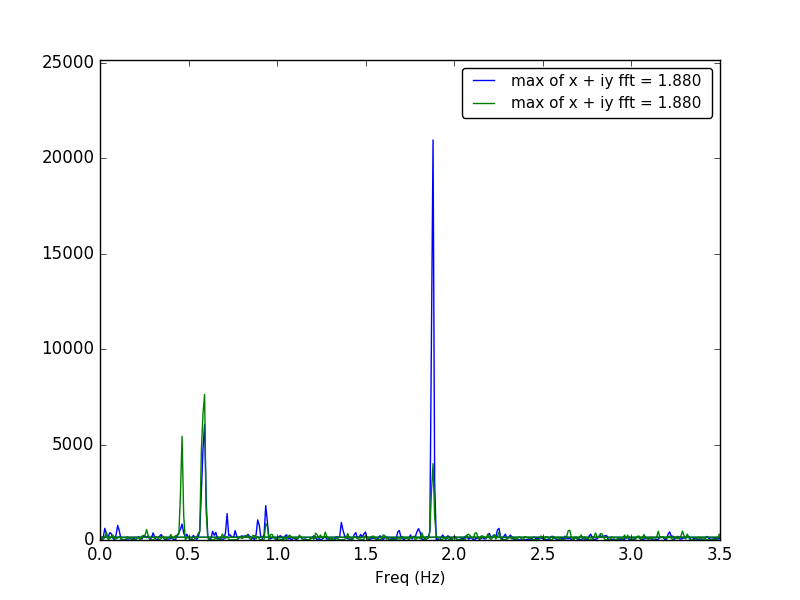 25000
max of x + iy fft = 1.880
max of x + iy fft = 1.880
20000
15000
10000
5000
0
0.0 0.5 1.0 1.5 2.0 2.5 3.0 3.5
Freq (Hz)